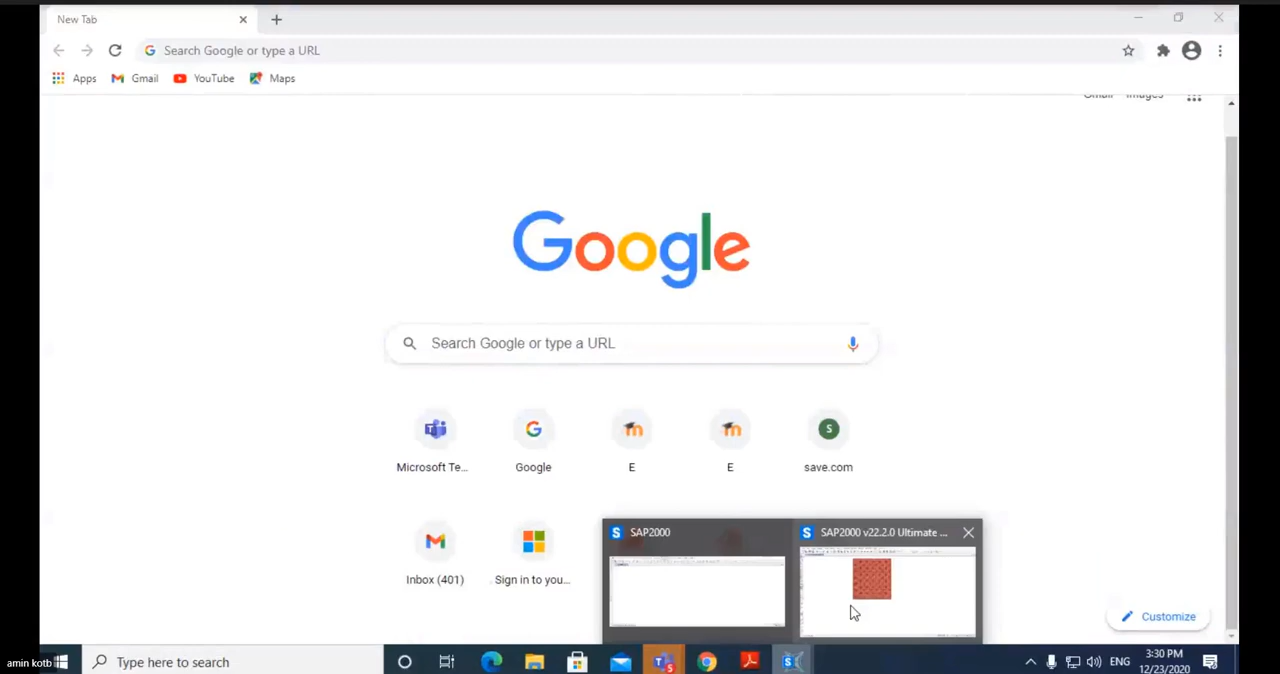 New Tab
Search Google or type a URL
Apps Gmail YouTube Maps
Gmail Images
Google
Search Google or type a URL
Microsoft Te... Google E E save.com
S
SAP2000 SAP2000 v22.2.0 Ultimate ...
Inbox (401) Sign in to you...
Customize
amin kotb Type here to search ENG 3:30 PM
12/23/2020